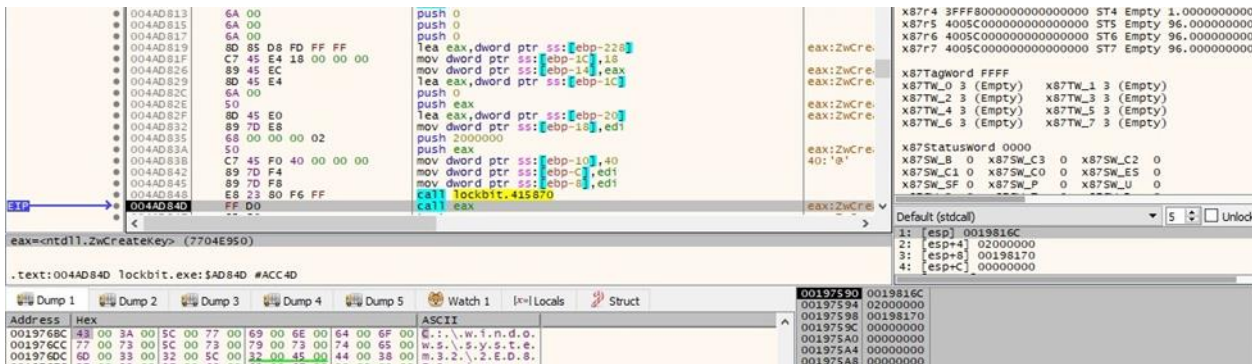 004AD813 6A 00 push 0
004AD815 6A 00 push 0
004AD817 6A 00 push 0
004AD819 8D 85 D8 FD FF FF lea eax,dword ptr ss:[ebp-228] eax:ZwCrea
004AD81F C7 45 E4 18 00 00 00 mov dword ptr ss:[ebp-1C],18
004AD826 89 45 EC mov dword ptr ss:[ebp-14],eax eax:ZwCrea
004AD829 8D 45 E4 lea eax,dword ptr ss:[ebp-1C] eax:ZwCrea
004AD82C 6A 00 push 0
004AD82E 50 push eax eax:ZwCrea
004AD82F 8D 45 E0 lea eax,dword ptr ss:[ebp-20] eax:ZwCrea
004AD832 89 7D E8 mov dword ptr ss:[ebp-18],edi
004AD835 68 00 00 00 02 push 2000000
004AD83A 50 push eax eax:ZwCrea
004AD83B C7 45 F0 40 00 00 00 mov dword ptr ss:[ebp-10],40 40:'@'
004AD842 89 7D F4 mov dword ptr ss:[ebp-C],edi
004AD845 89 7D F8 mov dword ptr ss:[ebp-8],edi
004AD848 E8 23 80 F6 FF call lockbit.415870
EIP 004AD84D FF D0 call eax eax:ZwCrea
x87r4 3FFF8000000000000000 ST4 Empty 1.0000000000
x87r5 4005C000000000000000 ST5 Empty 96.000000000
x87r6 4005C000000000000000 ST6 Empty 96.000000000
x87r7 4005C000000000000000 ST7 Empty 96.000000000
x87TagWord FFFF
x87TW_0 3 (Empty) x87TW_1 3 (Empty)
x87TW_2 3 (Empty) x87TW_3 3 (Empty)
x87TW_4 3 (Empty) x87TW_5 3 (Empty)
x87TW_6 3 (Empty) x87TW_7 3 (Empty)
x87StatusWord 0000
x87SW_B 0 x87SW_C3 0 x87SW_C2 0
x87SW_C1 0 x87SW_C0 0 x87SW_ES 0
x87SW_SF 0 x87SW_P 0 x87SW_U 0
Default (stdcall) 5 Unlock
1: [esp] 0019816C
2: [esp+4] 02000000
3: [esp+8] 00198170
4: [esp+C] 00000000
eax=<ntdll.ZwCreateKey> (7704E950)
.text:004AD84D lockbit.exe:$AD84D #ACC4D
Dump 1 Dump 2 Dump 3 Dump 4 Dump 5 Watch 1 [x=] Locals Struct
Address Hex ASCII
001976BC 43 00 3A 00 5C 00 77 00 69 00 6E 00 64 00 6F 00 C.:.\.w.i.n.d.o.
001976CC 77 00 73 00 5C 00 73 00 79 00 73 00 74 00 65 00 w.s.\.s.y.s.t.e.
001976DC 6D 00 33 00 32 00 5C 00 32 00 45 00 44 00 38 00 m.3.2.\.2.E.D.8.
00197590 0019816C
00197594 02000000
00197598 00198170
0019759C 00000000
001975A0 00000000
001975A4 00000000
001975A8 00000000